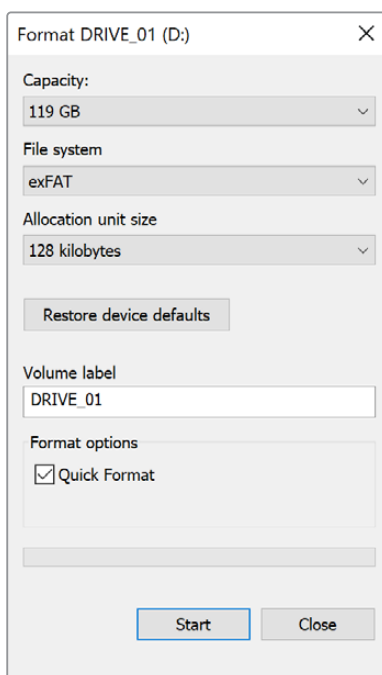 Format DRIVE_01 (D:)
Capacity:
119 GB
File system
exFAT
Allocation unit size
128 kilobytes
Restore device defaults
Volume label
DRIVE_01
Format options
Quick Format
Start Close